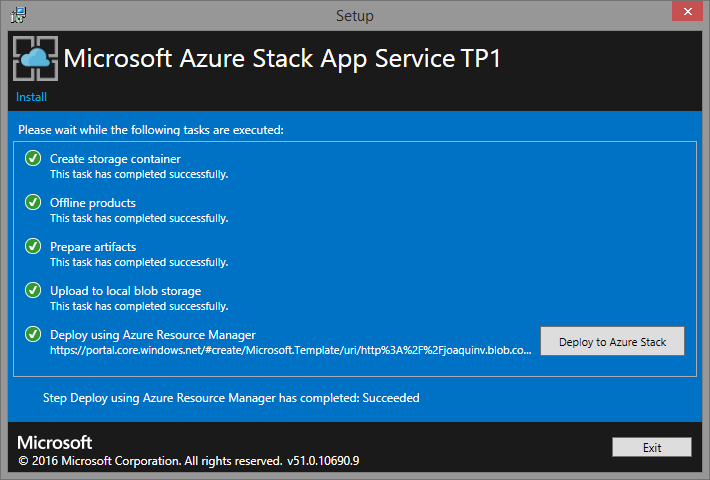 Setup
Microsoft Azure Stack App Service TP1
Install
Please wait while the following tasks are executed:
Create storage container
This task has completed successfully.
Offline products
This task has completed successfully.
Prepare artifacts
This task has completed successfully.
Upload to local blob storage
This task has completed successfully.
Deploy using Azure Resource Manager
https://portal.core.windows.net/#create/Microsoft.Template/uri/http%3A%2F%2Fjoaquinv.blob.co...
Deploy to Azure Stack
Step Deploy using Azure Resource Manager has completed: Succeeded
Microsoft
© 2016 Microsoft Corporation. All rights reserved. v51.0.10690.9
Exit